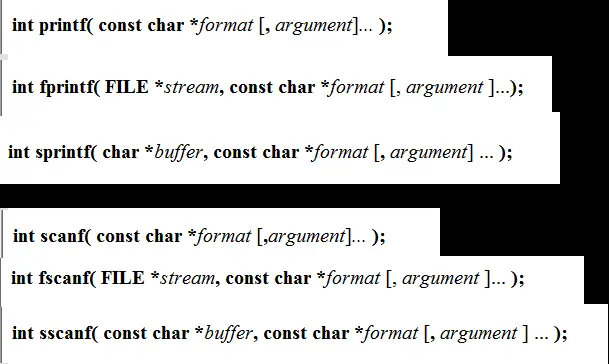 int printf( const char *format [, argument]... );
int fprintf( FILE *stream, const char *format [, argument ]...);
int sprintf( char *buffer, const char *format [, argument] ... );
int scanf( const char *format [,argument]... );
int fscanf( FILE *stream, const char *format [, argument ]... );
int sscanf( const char *buffer, const char *format [, argument ] ... );